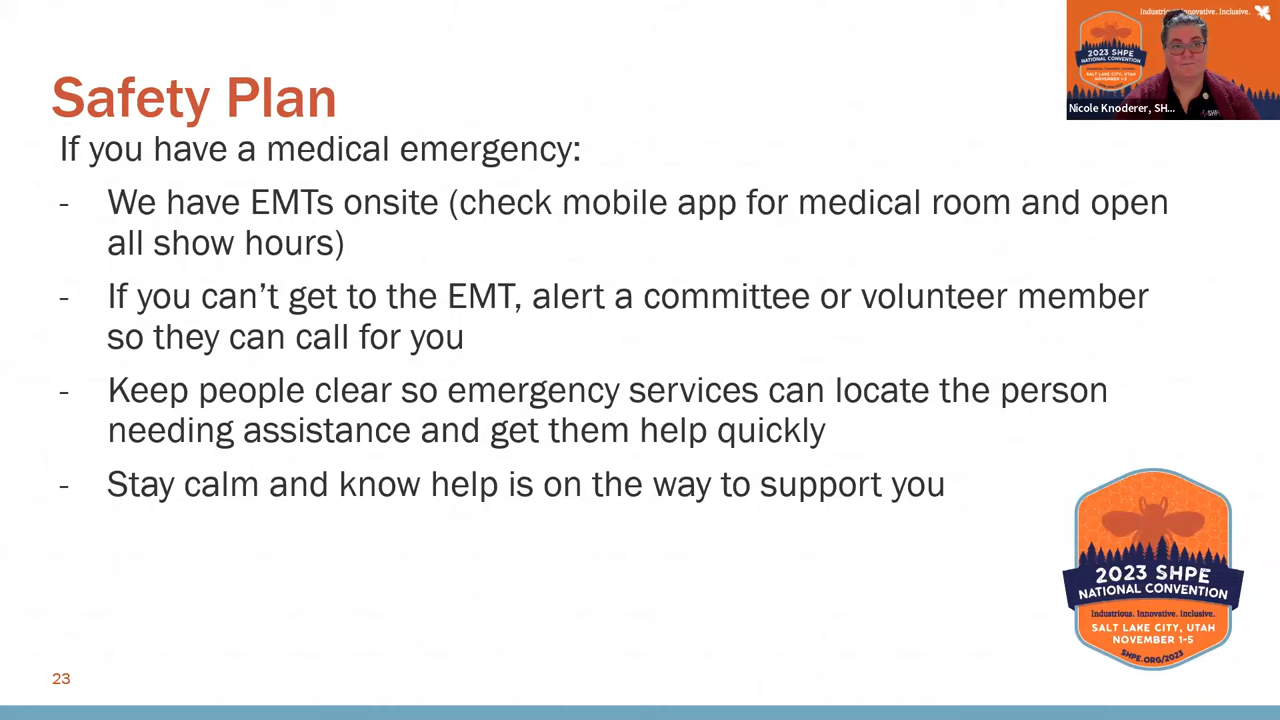 Industrious. Innovative. Inclusive.
2023 SHPE
NATIONAL CONVENTION
SALT LAKE CITY, UTAH
NOVEMBER 1-5
Nicole Knoderer, SH...
Safety Plan
If you have a medical emergency:
- We have EMTs onsite (check mobile app for medical room and open
all show hours)
- If you can’t get to the EMT, alert a committee or volunteer member
so they can call for you
- Keep people clear so emergency services can locate the person
needing assistance and get them help quickly
- Stay calm and know help is on the way to support you
2023 SHPE
NATIONAL CONVENTION
Industrious. Innovative. Inclusive.
SALT LAKE CITY, UTAH
NOVEMBER 1-5
SHPE.ORG/2023
23